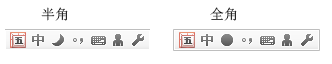 半角 全角
五 中 °, 五 中 °,